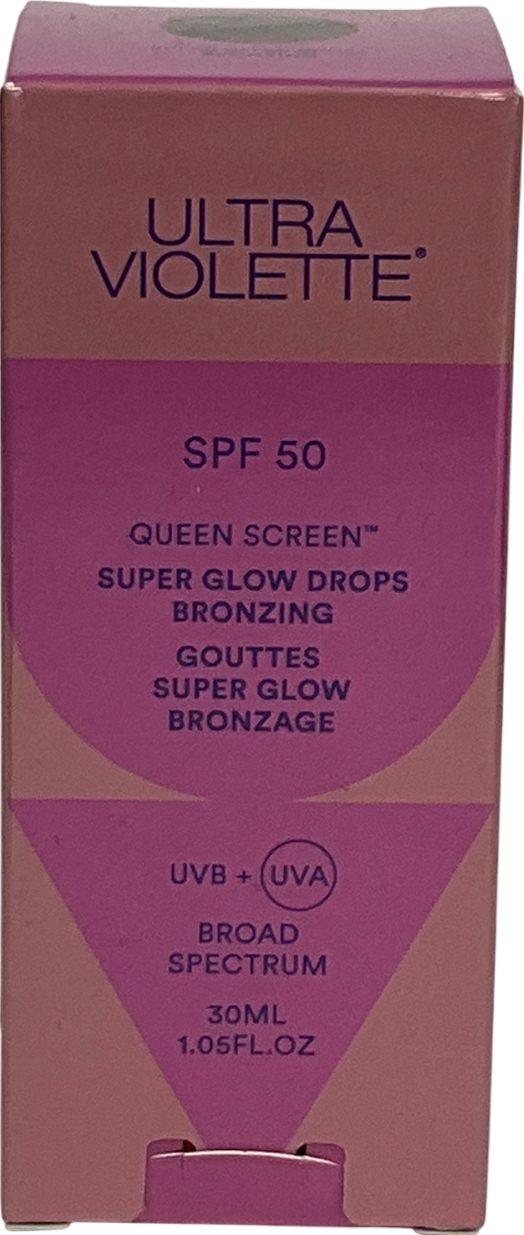 ULTRA
VIOLETTE®
SPF 50
QUEEN SCREEN™
SUPER GLOW DROPS
BRONZING
GOUTTES
SUPER GLOW
BRONZAGE
UVB + UVA
BROAD
SPECTRUM
30ML
1.05FL.OZ